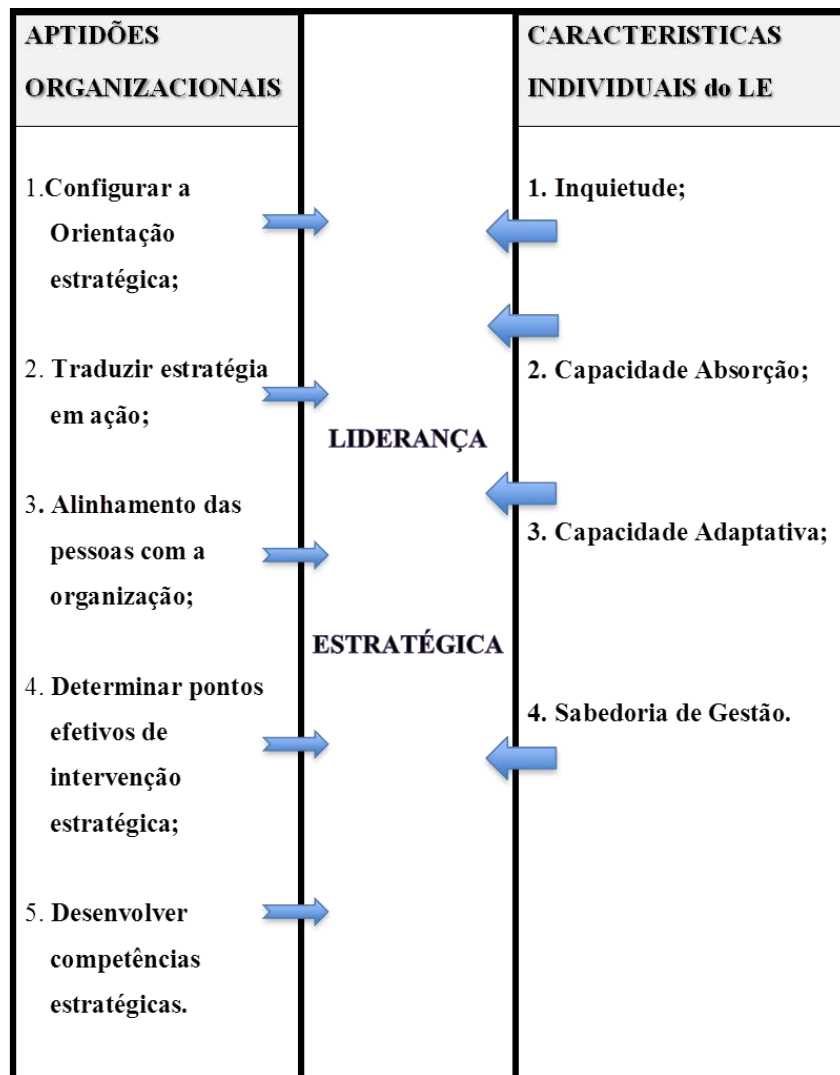 APTIDÕES
ORGANIZACIONAIS
1.Configurar a
Orientação
estratégica;
2. Traduzir estratégia
em ação;
3. Alinhamento das
pessoas com a
organização;
4. Determinar pontos
efetivos de
intervenção
estratégica;
5. Desenvolver
competências
estratégicas.
LIDERANÇA
ESTRATÉGICA
CARACTERISTICAS
INDIVIDUAIS do LE
1. Inquietude;
2. Capacidade Absorção;
3. Capacidade Adaptativa;
4. Sabedoria de Gestão.